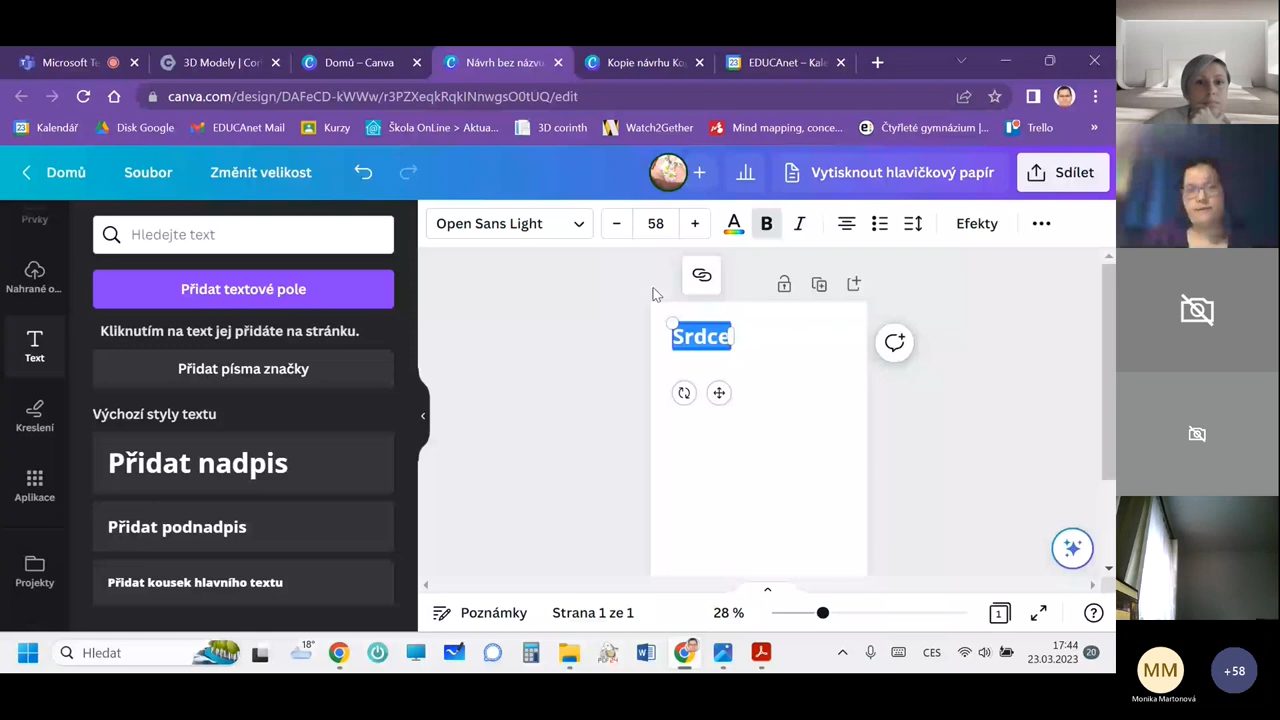 Microsoft Te
3D Modely | Cori
Domů – Canva
Návrh bez názvu
Kopie návrhu Ko
EDUCAnet – Kale
canva.com/design/DAFeCD-kWWw/r3PZXeqkRqkINnwgsO0tUQ/edit
Kalendář
Disk Google
EDUCAnet Mail
Kurzy
Škola OnLine > Aktua...
3D corinth
Watch2Gether
Mind mapping, conce...
Čtyřleté gymnázium |...
Trello
»
Domů
Soubor
Změnit velikost
Vytisknout hlavičkový papír
Sdílet
Prvky
Hledejte text
Open Sans Light
– 58 +
A
B
I
Efekty
Nahrané o...
Přidat textové pole
Kliknutím na text jej přidáte na stránku.
Text
Přidat písma značky
Srdce
Kreslení
Výchozí styly textu
Přidat nadpis
Aplikace
Přidat podnadpis
Projekty
Přidat kousek hlavního textu
Poznámky
Strana 1 ze 1
28 %
1
Hledat
18°
CES
17:44
23.03.2023
20
MM
Monika Martonová
+58